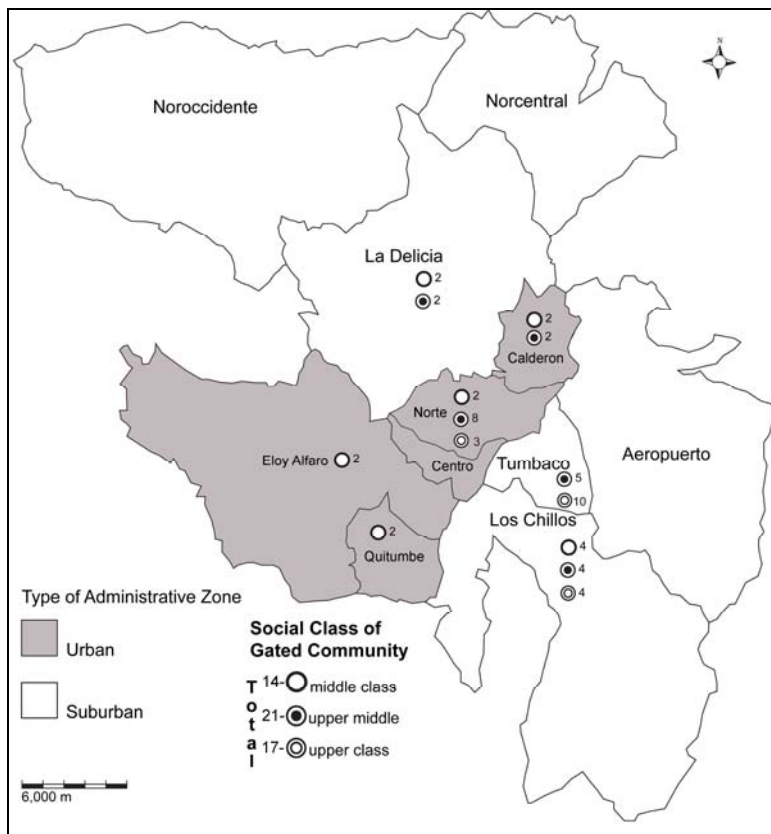 N
Noroccidente
Norcentral
La Delicia
2
2
2
2
Calderon
2
Norte
8
3
Centro
Eloy Alfaro
2
Tumbaco
5
10
Aeropuerto
Los Chillos
4
4
4
2
Quitumbe
Type of Administrative Zone
Urban
Suburban
6,000 m
Social Class of
Gated Community
Total
14- middle class
21- upper middle
17- upper class